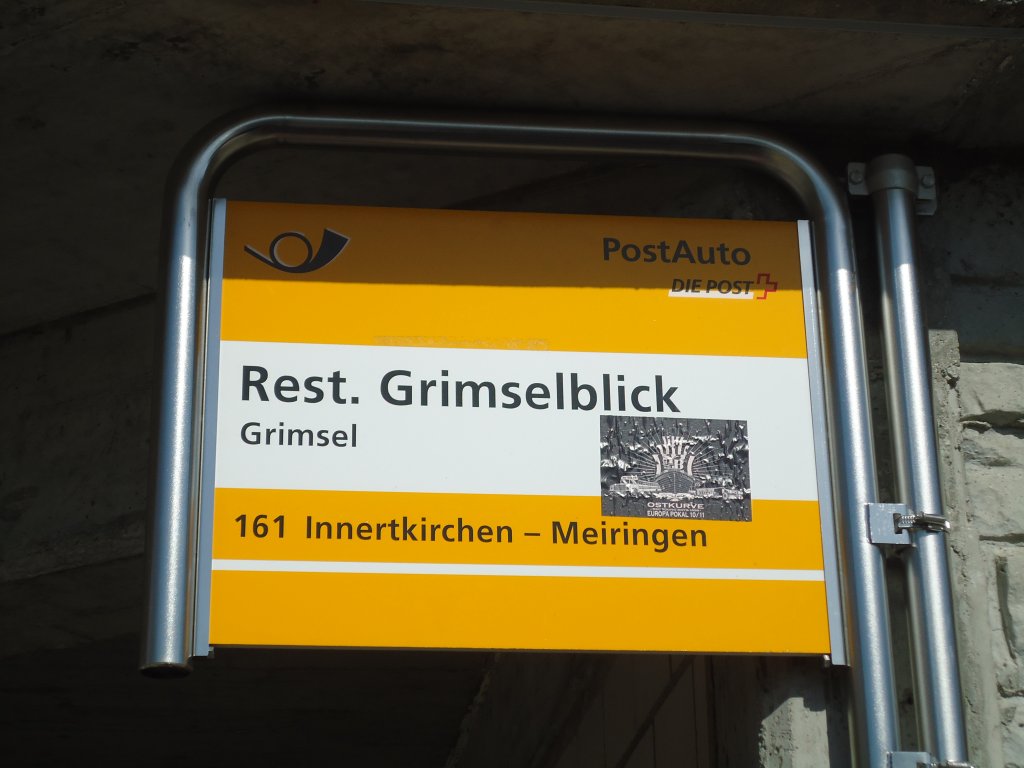 PostAuto
DIE POST
Rest. Grimselblick
Grimsel
OSTKURVE
EUROPA POKAL 10/11
161 Innertkirchen – Meiringen